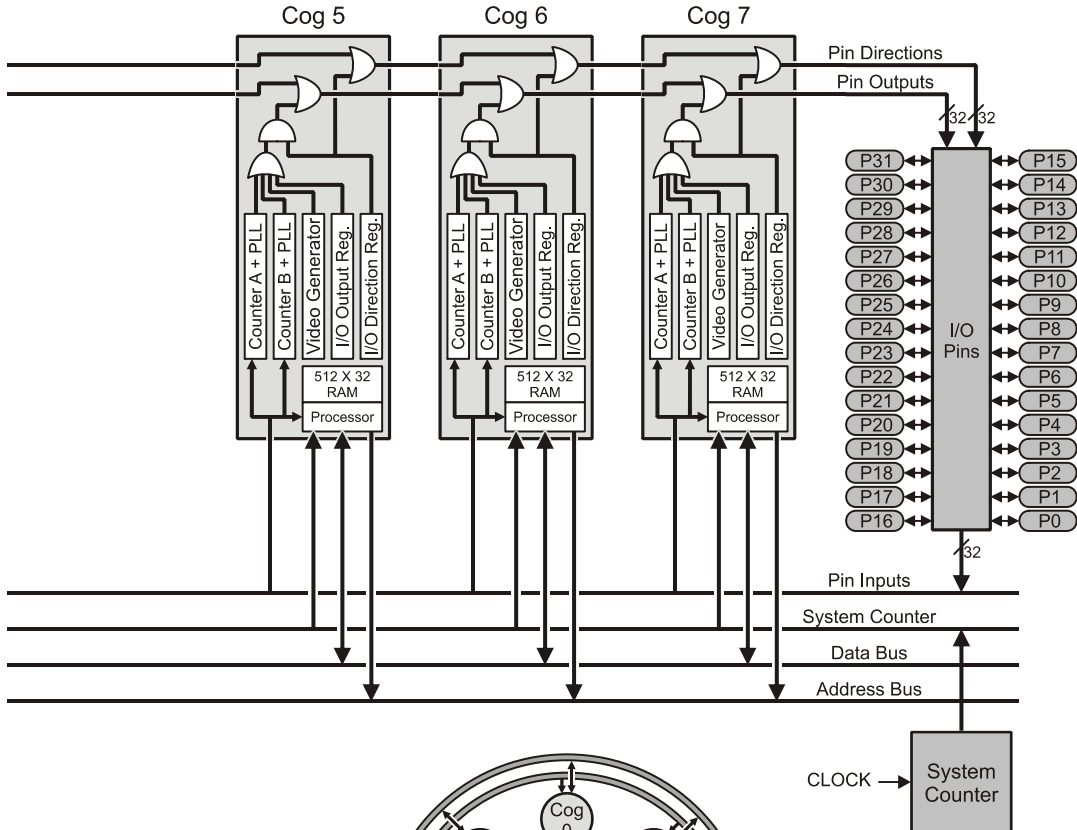 Cog 5
Cog 6
Cog 7
Pin Directions
Pin Outputs
32
32
Counter A + PLL
Counter B + PLL
Video Generator
I/O Output Reg.
I/O Direction Reg.
512 X 32
RAM
Processor
Counter A + PLL
Counter B + PLL
Video Generator
I/O Output Reg.
I/O Direction Reg.
512 X 32
RAM
Processor
Counter A + PLL
Counter B + PLL
Video Generator
I/O Output Reg.
I/O Direction Reg.
512 X 32
RAM
Processor
P31
P30
P29
P28
P27
P26
P25
P24
P23
P22
P21
P20
P19
P18
P17
P16
I/O
Pins
P15
P14
P13
P12
P11
P10
P9
P8
P7
P6
P5
P4
P3
P2
P1
P0
32
Pin Inputs
System Counter
Data Bus
Address Bus
CLOCK
System
Counter
Cog
0